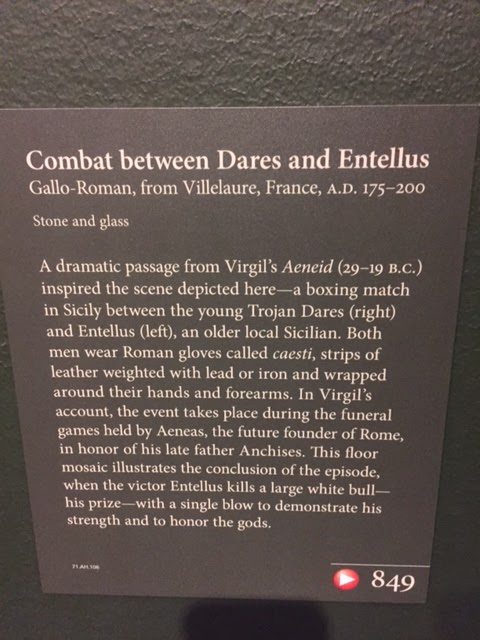 Combat between Dares and Entellus
Gallo-Roman, from Villelaure, France, A.D. 175–200
Stone and glass
A dramatic passage from Virgil's Aeneid (29–19 B.C.)
inspired the scene depicted here—a boxing match
in Sicily between the young Trojan Dares (right)
and Entellus (left), an older local Sicilian. Both
men wear Roman gloves called caesti, strips of
leather weighted with lead or iron and wrapped
around their hands and forearms. In Virgil's
account, the event takes place during the funeral
games held by Aeneas, the future founder of Rome,
in honor of his late father Anchises. This floor
mosaic illustrates the conclusion of the episode,
when the victor Entellus kills a large white bull—
his prize—with a single blow to demonstrate his
strength and to honor the gods.
71.AH.106
849